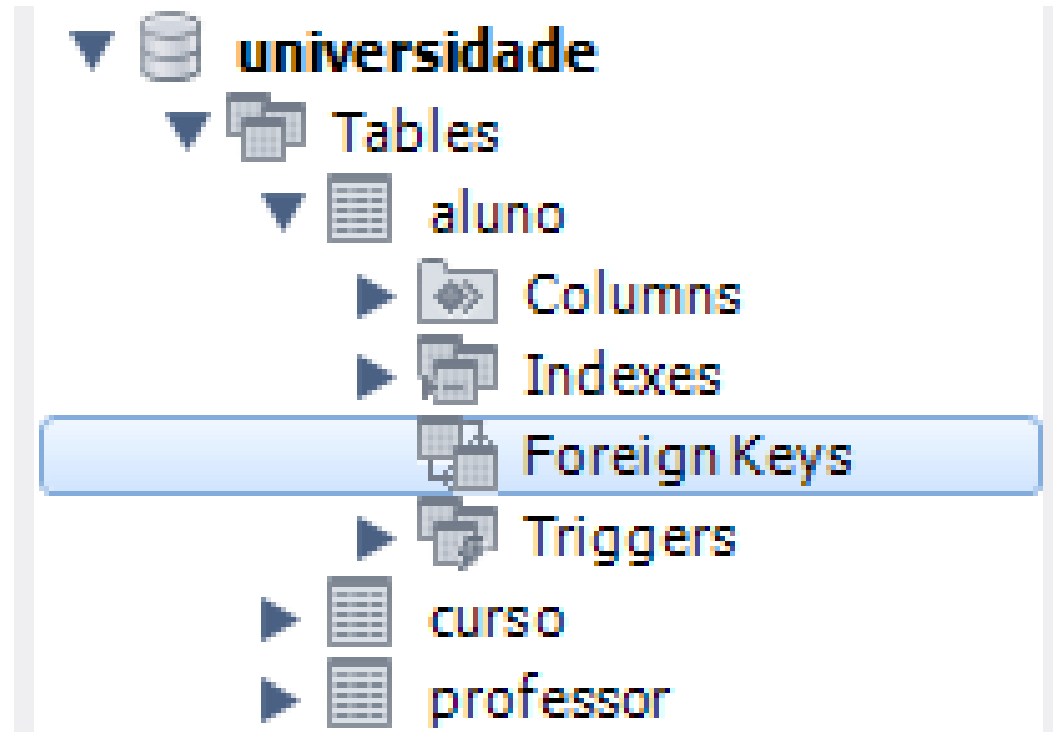 universidade
Tables
aluno
Columns
Indexes
Foreign Keys
Triggers
curso
professor